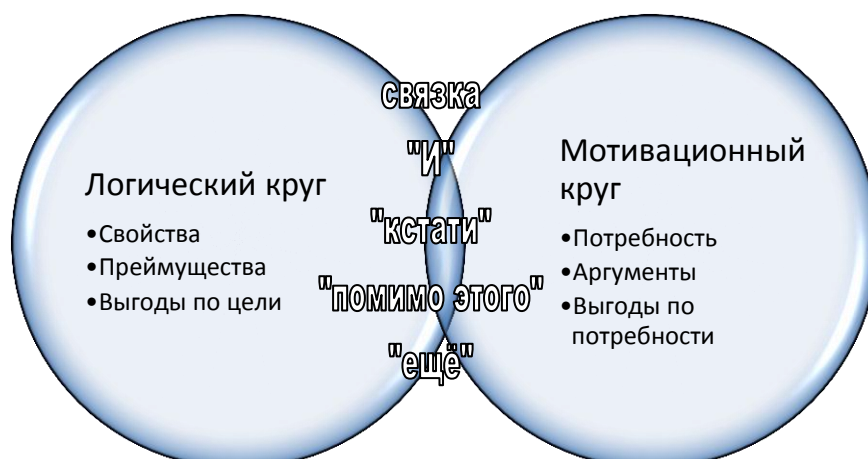 Логический круг
•Свойства
•Преимущества
•Выгоды по цели
связка
"И"
"кстати"
"помимо этого"
"ещё"
Мотивационный
круг
•Потребность
•Аргументы
•Выгоды по
потребности